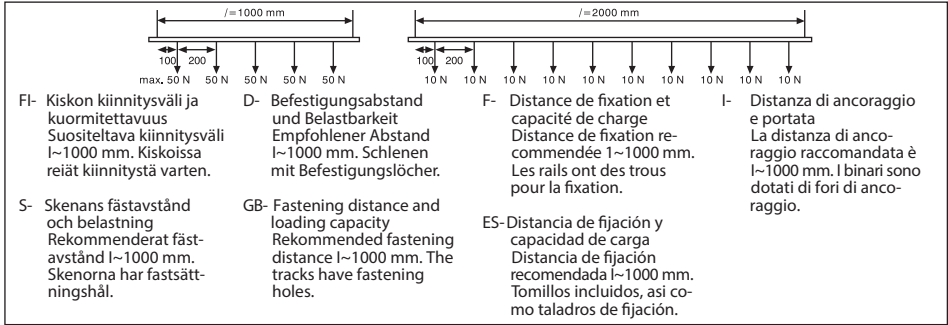 l=1000 mm
100 200
max. 50 N 50 N 50 N 50 N 50 N
l=2000 mm
100 200
10 N 10 N 10 N 10 N 10 N 10 N 10 N 10 N 10 N 10 N
FI- Kiskon kiinnitysväli ja
kuormitettavuus
Suositeltava kiinnitysväli
l~1000 mm. Kiskoissa
reiät kiinnitystä varten.
S- Skenans fästavstånd
och belastning
Rekommenderat fäst-
avstånd l~1000 mm.
Skenorna har fastsätt-
ningshål.
D- Befestigungsabstand
und Belastbarkeit
Empfohlener Abstand
l~1000 mm. Schlenen
mit Befestigungslöcher.
GB- Fastening distance and
loading capacity
Recommended fastening
distance l~1000 mm. The
tracks have fastening
holes.
F- Distance de fixation et
capacité de charge
Distance de fixation re-
commendée 1~1000 mm.
Les rails ont des trous
pour la fixation.
ES-Distancia de fijación y
capacidad de carga
Distancia de fijación
recomendada l~1000 mm.
Tomillos incluidos, asi co-
mo taladros de fijación.
I- Distanza di ancoraggio
e portata
La distanza di anco-
raggio raccomandata è
l~1000 mm. I binari sono
dotati di fori di anco-
raggio.